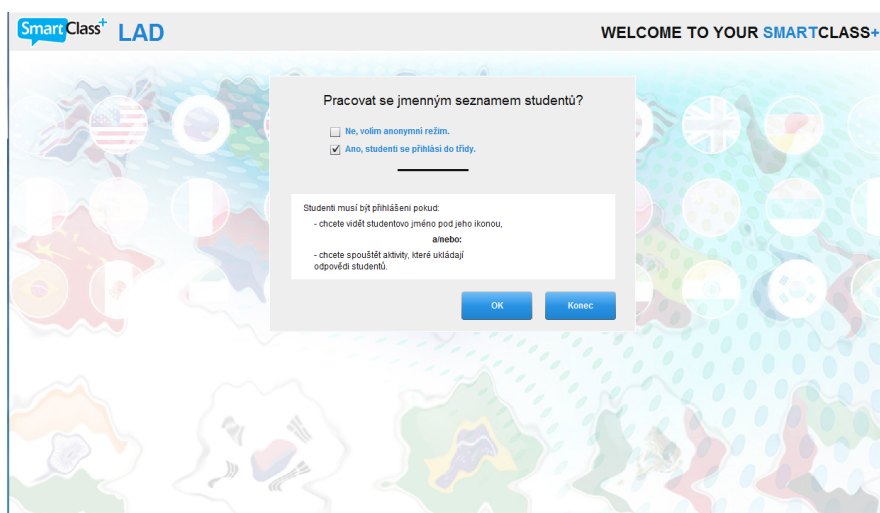 SmartClass+ LAD
WELCOME TO YOUR SMARTCLASS+
Pracovat se jmenným seznamem studentů?
Ne, volím anonymní režim.
Ano, studenti se přihlásí do třídy.
Studenti musí být přihlášeni pokud:
- chcete vidět studentovo jméno pod jeho ikonou,
a/nebo:
- chcete spouštět aktivity, které ukládají
odpovědi studentů.
OK Konec